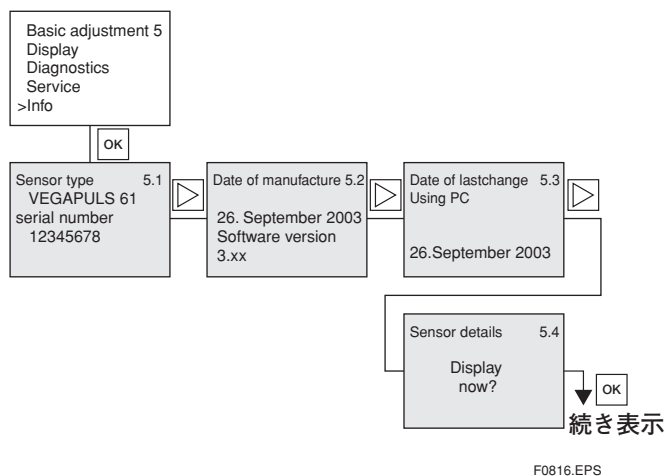 Basic adjustment 5
Display
Diagnostics
Service
>Info
OK
Sensor type 5.1
VEGAPULS 61
serial number
12345678
Date of manufacture 5.2
26. September 2003
Software version
3.xx
Date of lastchange 5.3
Using PC
26.September 2003
Sensor details 5.4
Display
now?
OK
続き表示
F0816.EPS